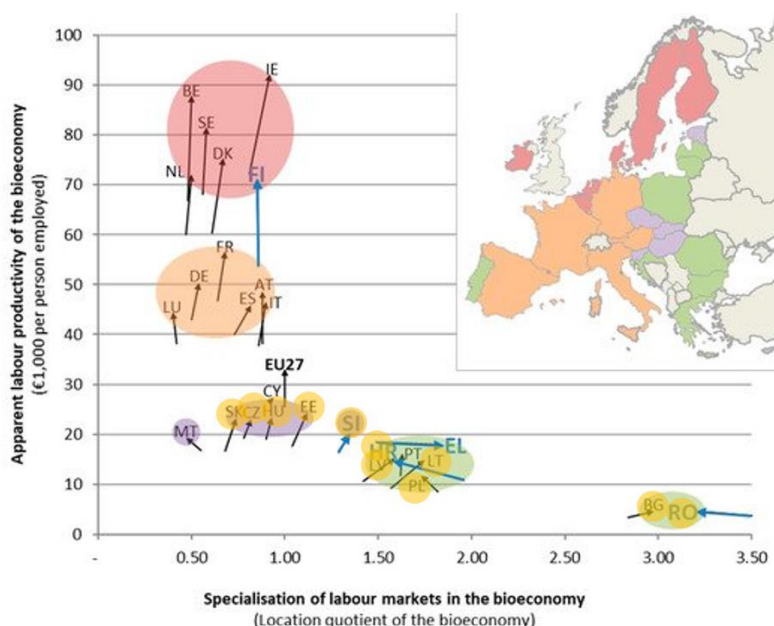 100
90
80
70
60
50
40
30
20
10
0
Apparent labour productivity of the bioeconomy
(€1,000 per person employed)
IE
BE
SE
DK
NL
FI
FR
DE
AT
LU
ES
IT
EU27
CY
SK CZ HU EE
MT
SI
HR
EL
PT
LV
LT
PL
BG
RO
- 0.50 1.00 1.50 2.00 2.50 3.00 3.50
Specialisation of labour markets in the bioeconomy
(Location quotient of the bioeconomy)